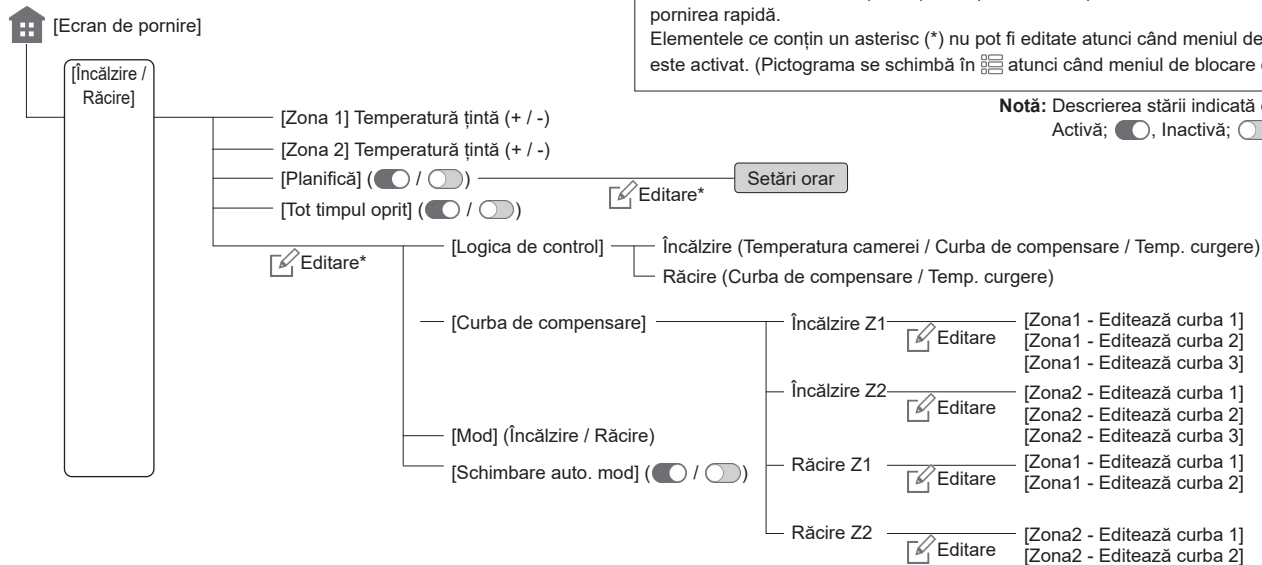 [Ecran de pornire]
pornirea rapidă.
Elementele ce conțin un asterisc (*) nu pot fi editate atunci când meniul de
este activat. (Pictograma se schimbă în atunci când meniul de blocare
Notă: Descrierea stării indicată
Activă; , Inactivă;
[Încălzire /
Răcire]
[Zona 1] Temperatură țintă (+ / -)
[Zona 2] Temperatură țintă (+ / -)
[Planifică] ( / )
Editare*
Setări orar
[Tot timpul oprit] ( / )
Editare*
[Logica de control]
Încălzire (Temperatura camerei / Curba de compensare / Temp. curgere)
Răcire (Curba de compensare / Temp. curgere)
[Curba de compensare]
Încălzire Z1
Editare
[Zona1 - Editează curba 1]
[Zona1 - Editează curba 2]
[Zona1 - Editează curba 3]
Încălzire Z2
Editare
[Zona2 - Editează curba 1]
[Zona2 - Editează curba 2]
[Zona2 - Editează curba 3]
Răcire Z1
Editare
[Zona1 - Editează curba 1]
[Zona1 - Editează curba 2]
Răcire Z2
Editare
[Zona2 - Editează curba 1]
[Zona2 - Editează curba 2]
[Mod] (Încălzire / Răcire)
[Schimbare auto. mod] ( / )